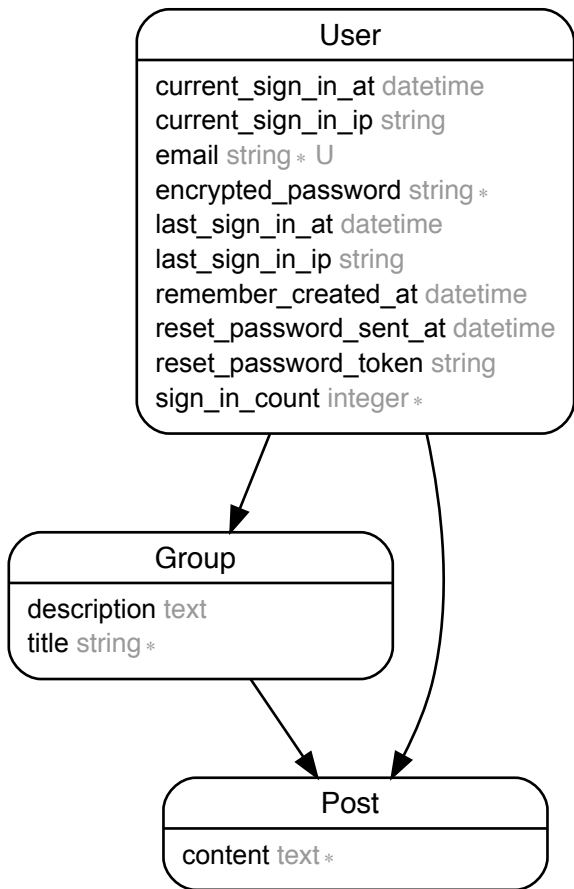 User
current_sign_in_at datetime
current_sign_in_ip string
email string ∗ U
encrypted_password string ∗
last_sign_in_at datetime
last_sign_in_ip string
remember_created_at datetime
reset_password_sent_at datetime
reset_password_token string
sign_in_count integer ∗
Group
description text
title string ∗
Post
content text ∗